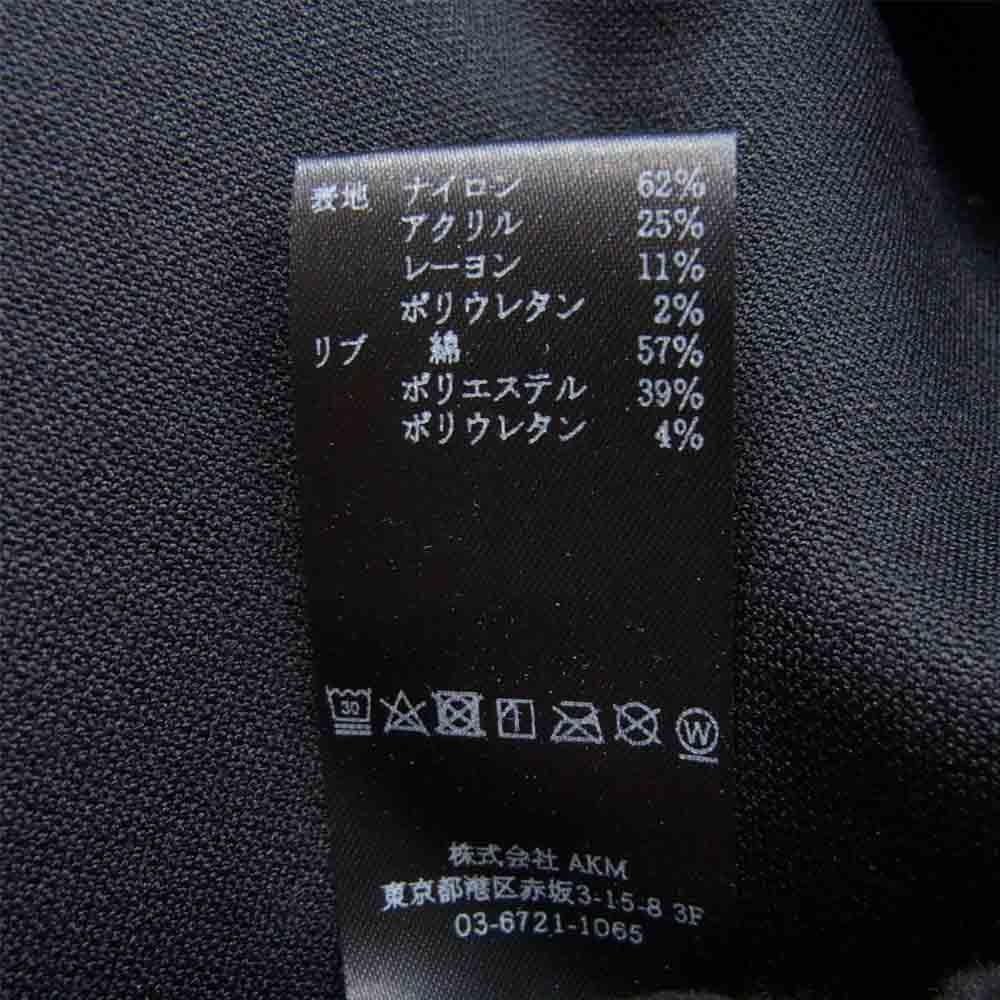 表地 ナイロン 62%
アクリル 25%
レーヨン 11%
ポリウレタン 2%
リブ 綿 57%
ポリエステル 39%
ポリウレタン 4%
30 W
株式会社 AKM
東京都港区赤坂3-15-8 3F
03-6721-1065